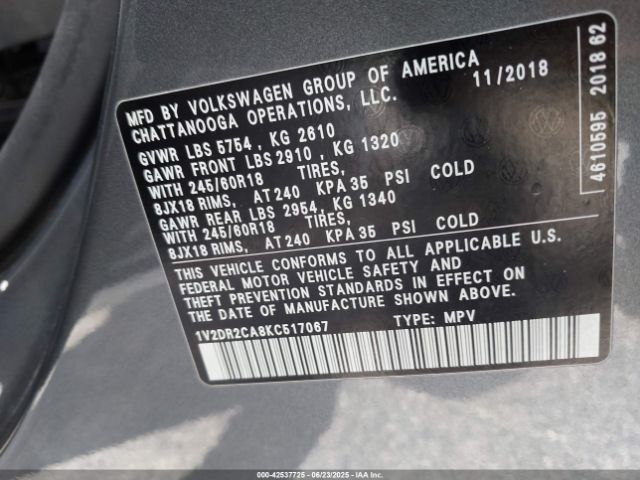 MFD BY VOLKSWAGEN GROUP OF AMERICA
CHATTANOOGA OPERATIONS, LLC.
11/2018
GVWR LBS 5754 , KG 2610
GAWR FRONT LBS 2910 , KG 1320
WITH 245/60R18 TIRES,
8JX18 RIMS, AT 240 KPA 35 PSI COLD
GAWR REAR LBS 2954, KG 1340
WITH 245/60R18 TIRES,
8JX18 RIMS, AT 240 KPA 35 PSI COLD
THIS VEHICLE CONFORMS TO ALL APPLICABLE U.S.
FEDERAL MOTOR VEHICLE SAFETY AND
THEFT PREVENTION STANDARDS IN EFFECT ON
THE DATE OF MANUFACTURE SHOWN ABOVE.
1V2DR2CA8KC517067 TYPE: MPV
4610595 2018 62
000-42537725 - 06/23/2025 - IAA